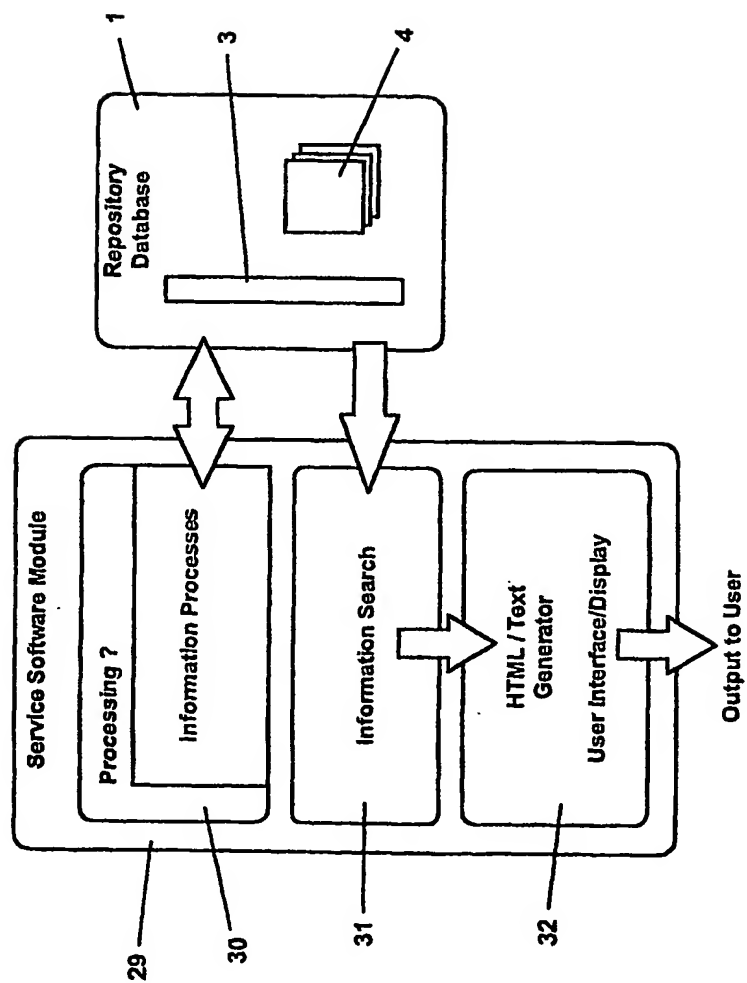 Service Software Module
Processing ?
Information Processes
Information Search
HTML / Text
Generator
User Interface/Display
Output to User
Repository
Database
1
3
4
29
30
31
32